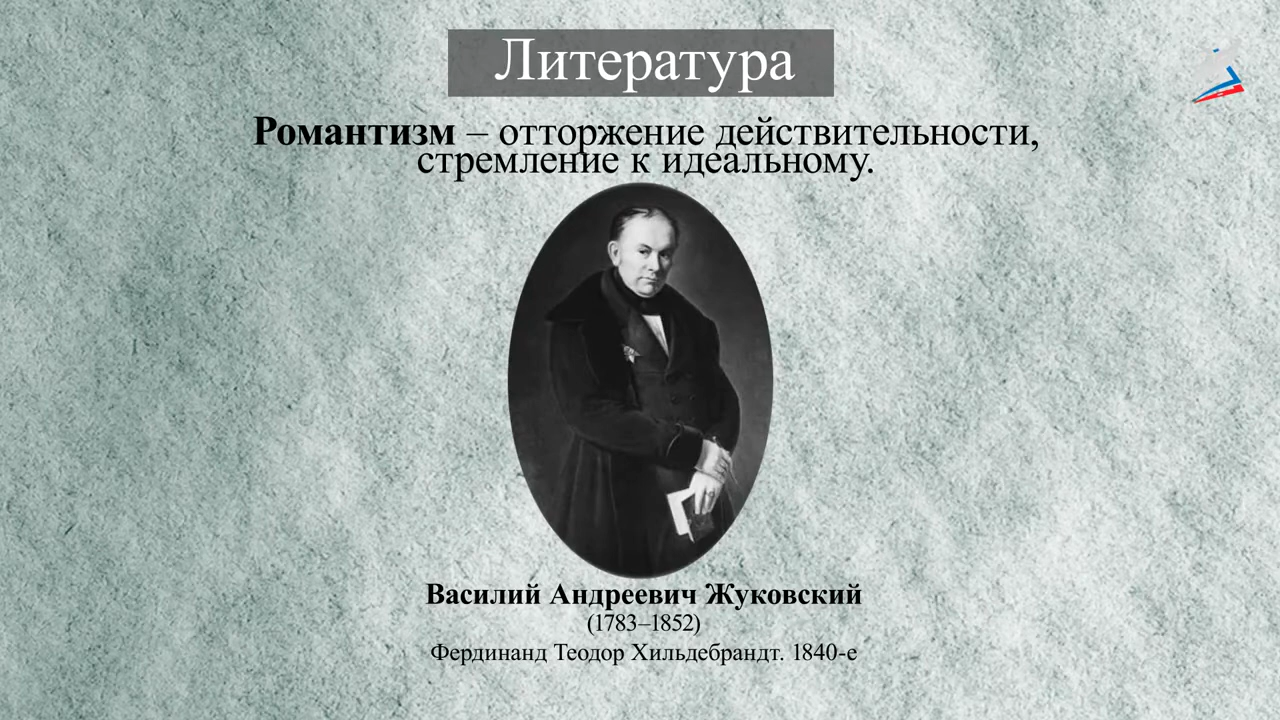 Литература
Романтизм – отторжение действительности,
стремление к идеальному.
Василий Андреевич Жуковский
(1783–1852)
Фердинанд Теодор Хильдебрандт. 1840-е